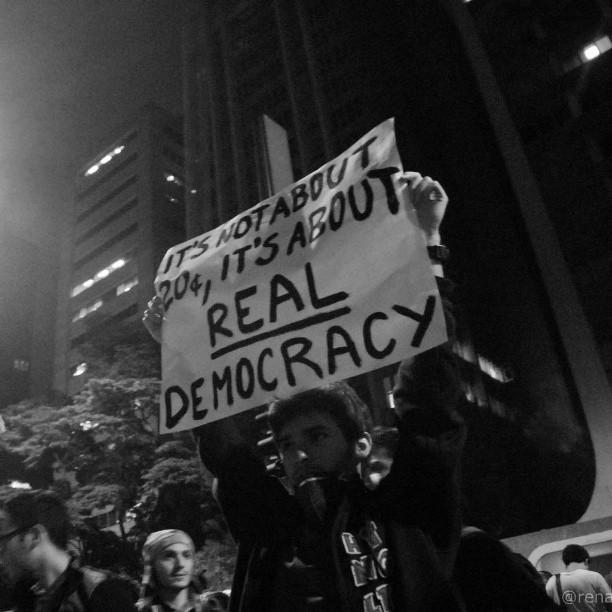 IT'S NOT ABOUT
20¢, IT'S ABOUT
REAL
DEMOCRACY
@rena